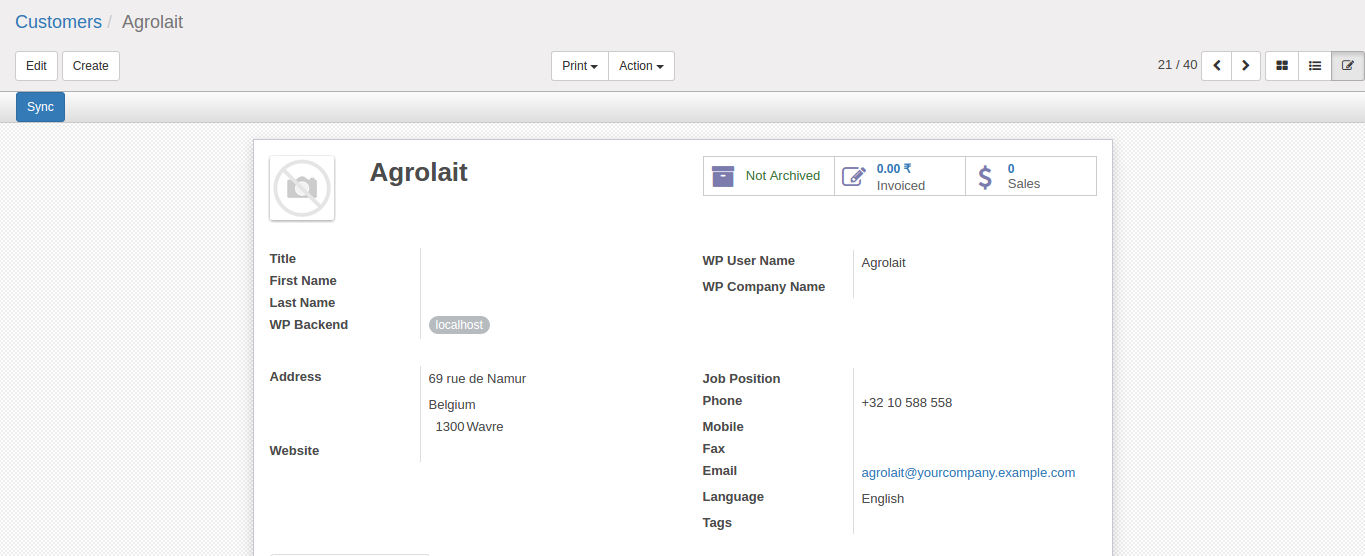 Customers / Agrolait
Edit Create Print Action 21 / 40
Sync
Agrolait
Not Archived
0.00 ₹
Invoiced
0
Sales
Title
First Name
Last Name
WP Backend localhost
WP User Name Agrolait
WP Company Name
Address 69 rue de Namur
Belgium
1300 Wavre
Website
Job Position
Phone +32 10 588 558
Mobile
Fax
Email agrolait@yourcompany.example.com
Language English
Tags